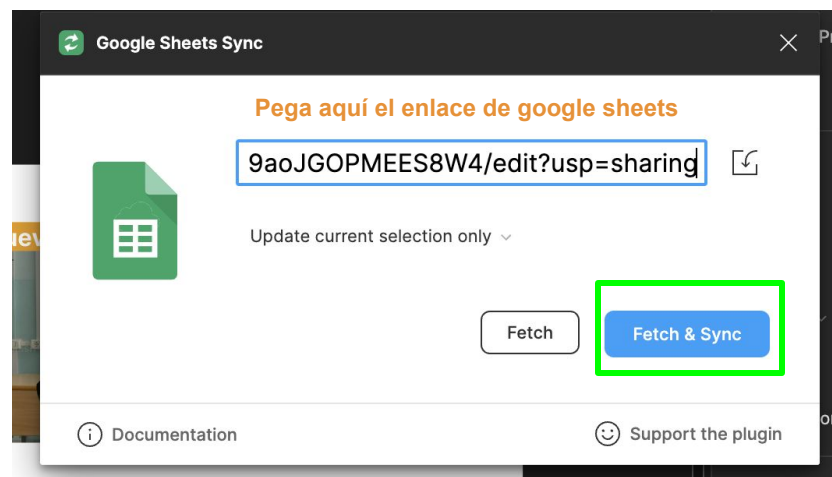 Google Sheets Sync
Pega aquí el enlace de google sheets
9aoJGOPMEES8W4/edit?usp=sharing
Update current selection only
Fetch
Fetch & Sync
Documentation
Support the plugin